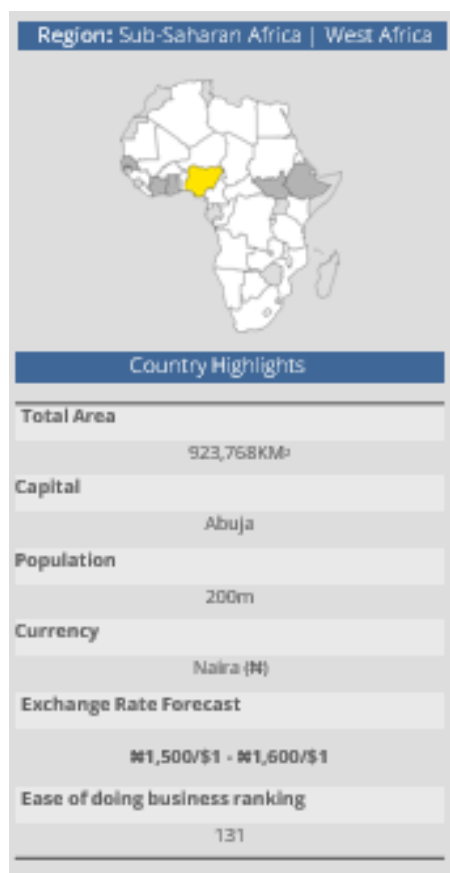 Region: Sub-Saharan Africa | West Africa
Country Highlights
Total Area
923,768KM²
Capital
Abuja
Population
200m
Currency
Naira (₦)
Exchange Rate Forecast
₦1,500/$1 - ₦1,600/$1
Ease of doing business ranking
131